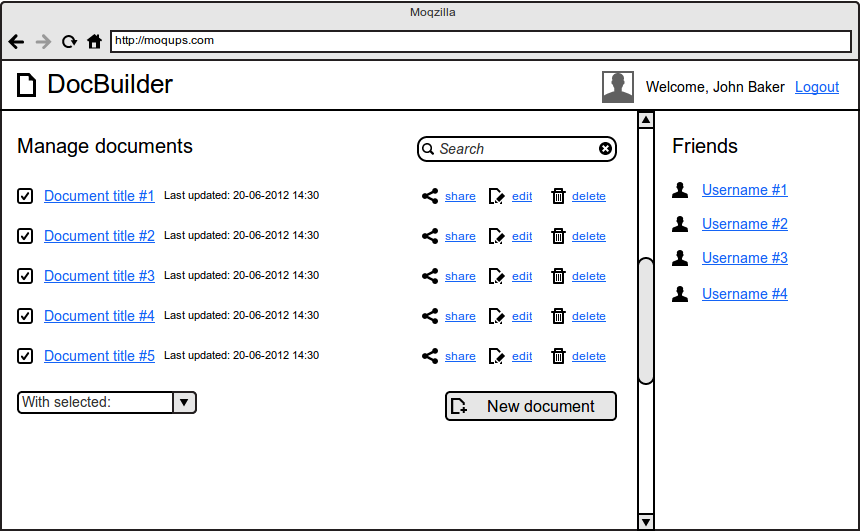 Moqzilla
http://moqups.com
DocBuilder
Welcome, John Baker Logout
Manage documents
Search
Document title #1 Last updated: 20-06-2012 14:30 share edit delete
Document title #2 Last updated: 20-06-2012 14:30 share edit delete
Document title #3 Last updated: 20-06-2012 14:30 share edit delete
Document title #4 Last updated: 20-06-2012 14:30 share edit delete
Document title #5 Last updated: 20-06-2012 14:30 share edit delete
With selected:
New document
Friends
Username #1
Username #2
Username #3
Username #4